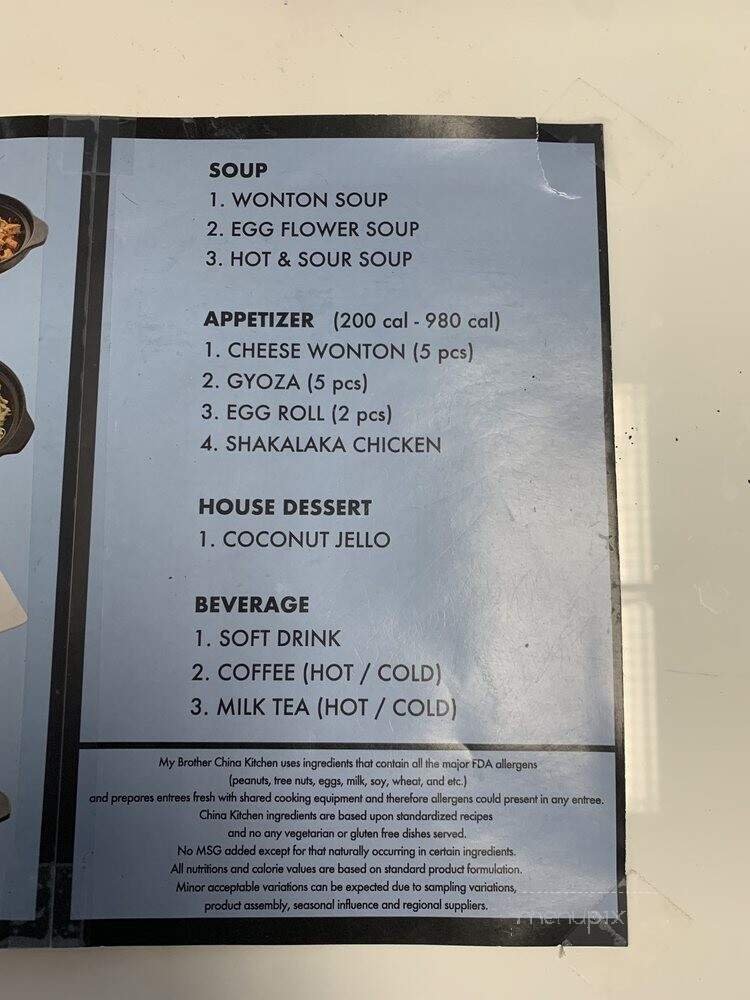 SOUP
1. WONTON SOUP
2. EGG FLOWER SOUP
3. HOT & SOUR SOUP
APPETIZER (200 cal - 980 cal)
1. CHEESE WONTON (5 pcs)
2. GYOZA (5 pcs)
3. EGG ROLL (2 pcs)
4. SHAKALAKA CHICKEN
HOUSE DESSERT
1. COCONUT JELLO
BEVERAGE
1. SOFT DRINK
2. COFFEE (HOT / COLD)
3. MILK TEA (HOT / COLD)
My Brother China Kitchen uses ingredients that contain all the major FDA allergens
(peanuts, tree nuts, eggs, milk, soy, wheat, and etc.)
and prepares entrees fresh with shared cooking equipment and therefore allergens could present in any entree.
China Kitchen ingredients are based upon standardized recipes
and no any vegetarian or gluten free dishes served.
No MSG added except for that naturally occurring in certain ingredients.
All nutritions and calorie values are based on standard product formulation.
Minor acceptable variations can be expected due to sampling variations,
product assembly, seasonal influence and regional suppliers.
menupix